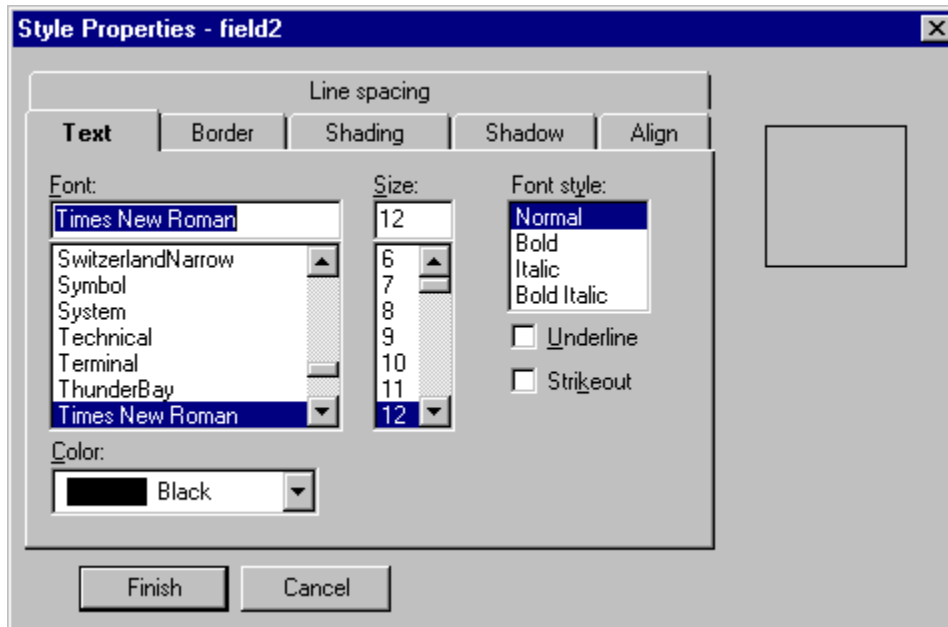 Style Properties - field2
Line spacing
Text Border Shading Shadow Align
Font: Size: Font style:
Times New Roman 12 Normal
Bold
Italic
Bold Italic
SwitzerlandNarrow 6
Symbol 7
System 8
Technical 9
Terminal 10
ThunderBay 11
Times New Roman 12
Underline
Strikeout
Color:
Black
Finish Cancel